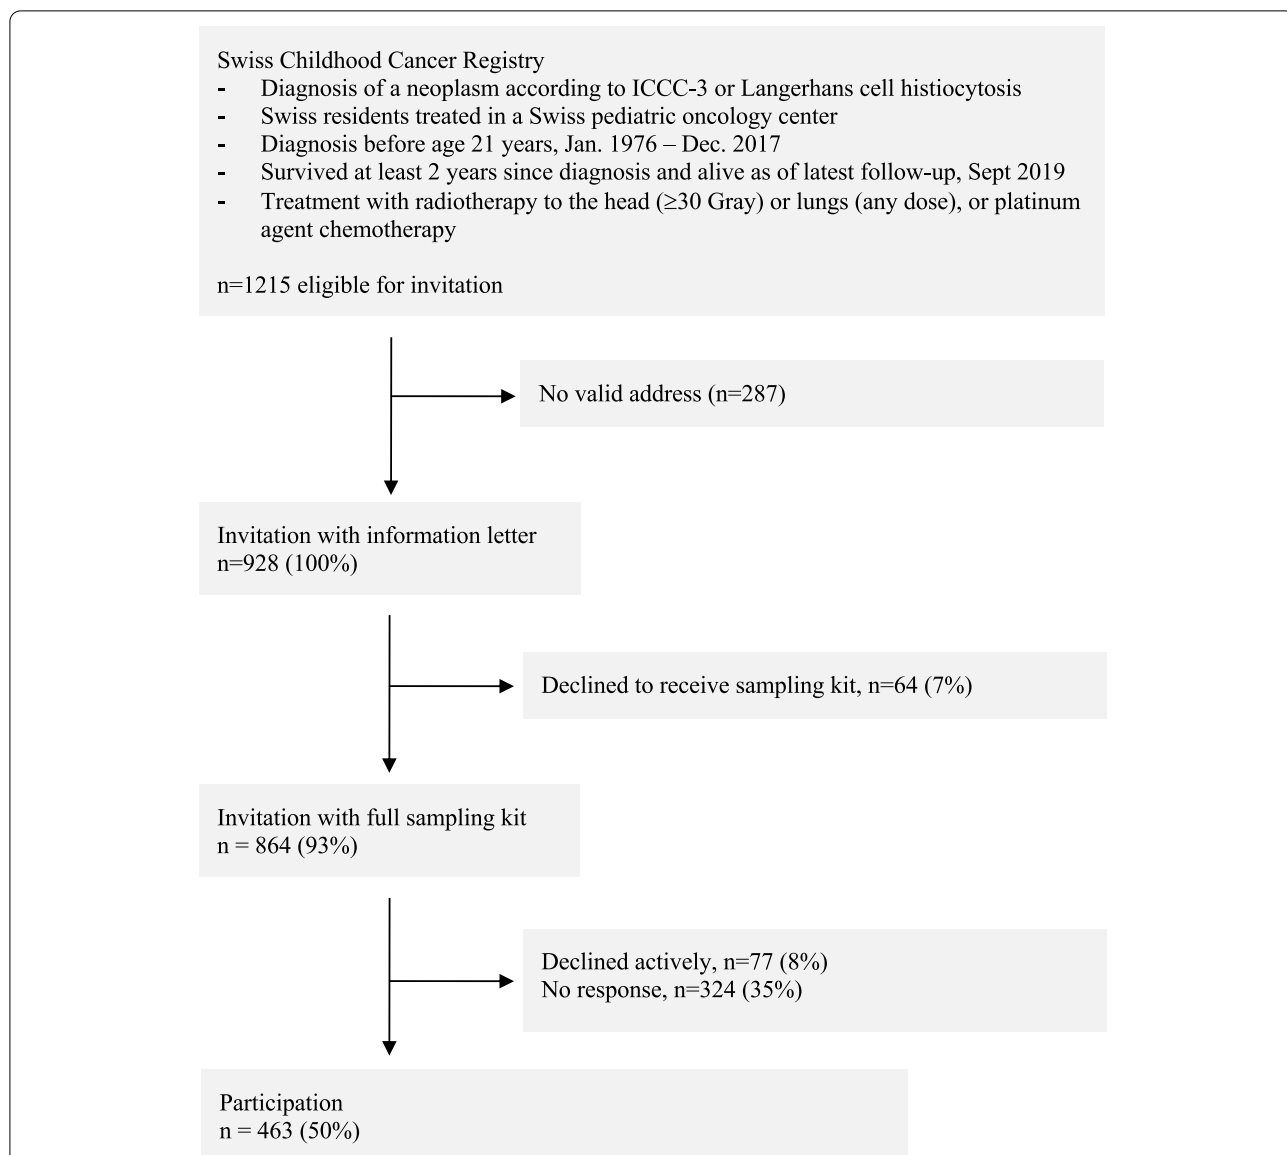 Swiss Childhood Cancer Registry
- Diagnosis of a neoplasm according to ICCC-3 or Langerhans cell histiocytosis
- Swiss residents treated in a Swiss pediatric oncology center
- Diagnosis before age 21 years, Jan. 1976 – Dec. 2017
- Survived at least 2 years since diagnosis and alive as of latest follow-up, Sept 2019
- Treatment with radiotherapy to the head (≥30 Gray) or lungs (any dose), or platinum
agent chemotherapy
n=1215 eligible for invitation
No valid address (n=287)
Invitation with information letter
n=928 (100%)
Declined to receive sampling kit, n=64 (7%)
Invitation with full sampling kit
n = 864 (93%)
Declined actively, n=77 (8%)
No response, n=324 (35%)
Participation
n = 463 (50%)